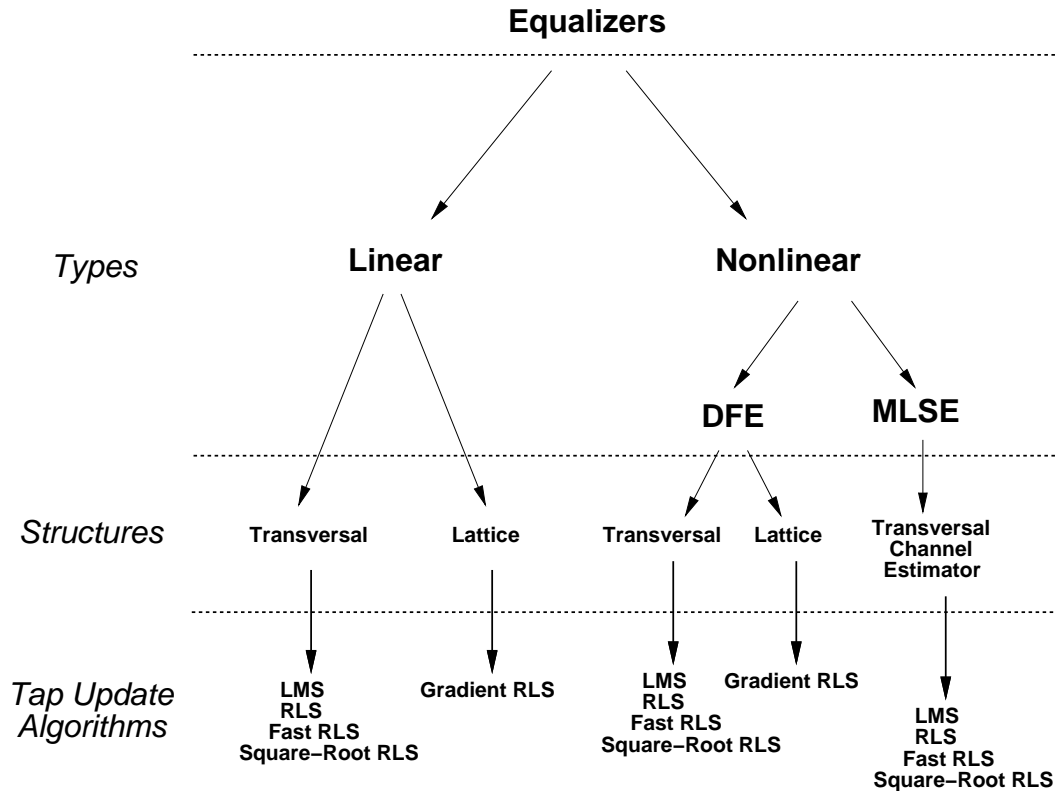 Equalizers
Types
Linear
Nonlinear
DFE
MLSE
Structures
Transversal
Lattice
Transversal
Lattice
Transversal
Channel
Estimator
Tap Update
Algorithms
LMS
RLS
Fast RLS
Square−Root RLS
Gradient RLS
LMS
RLS
Fast RLS
Square−Root RLS
Gradient RLS
LMS
RLS
Fast RLS
Square−Root RLS